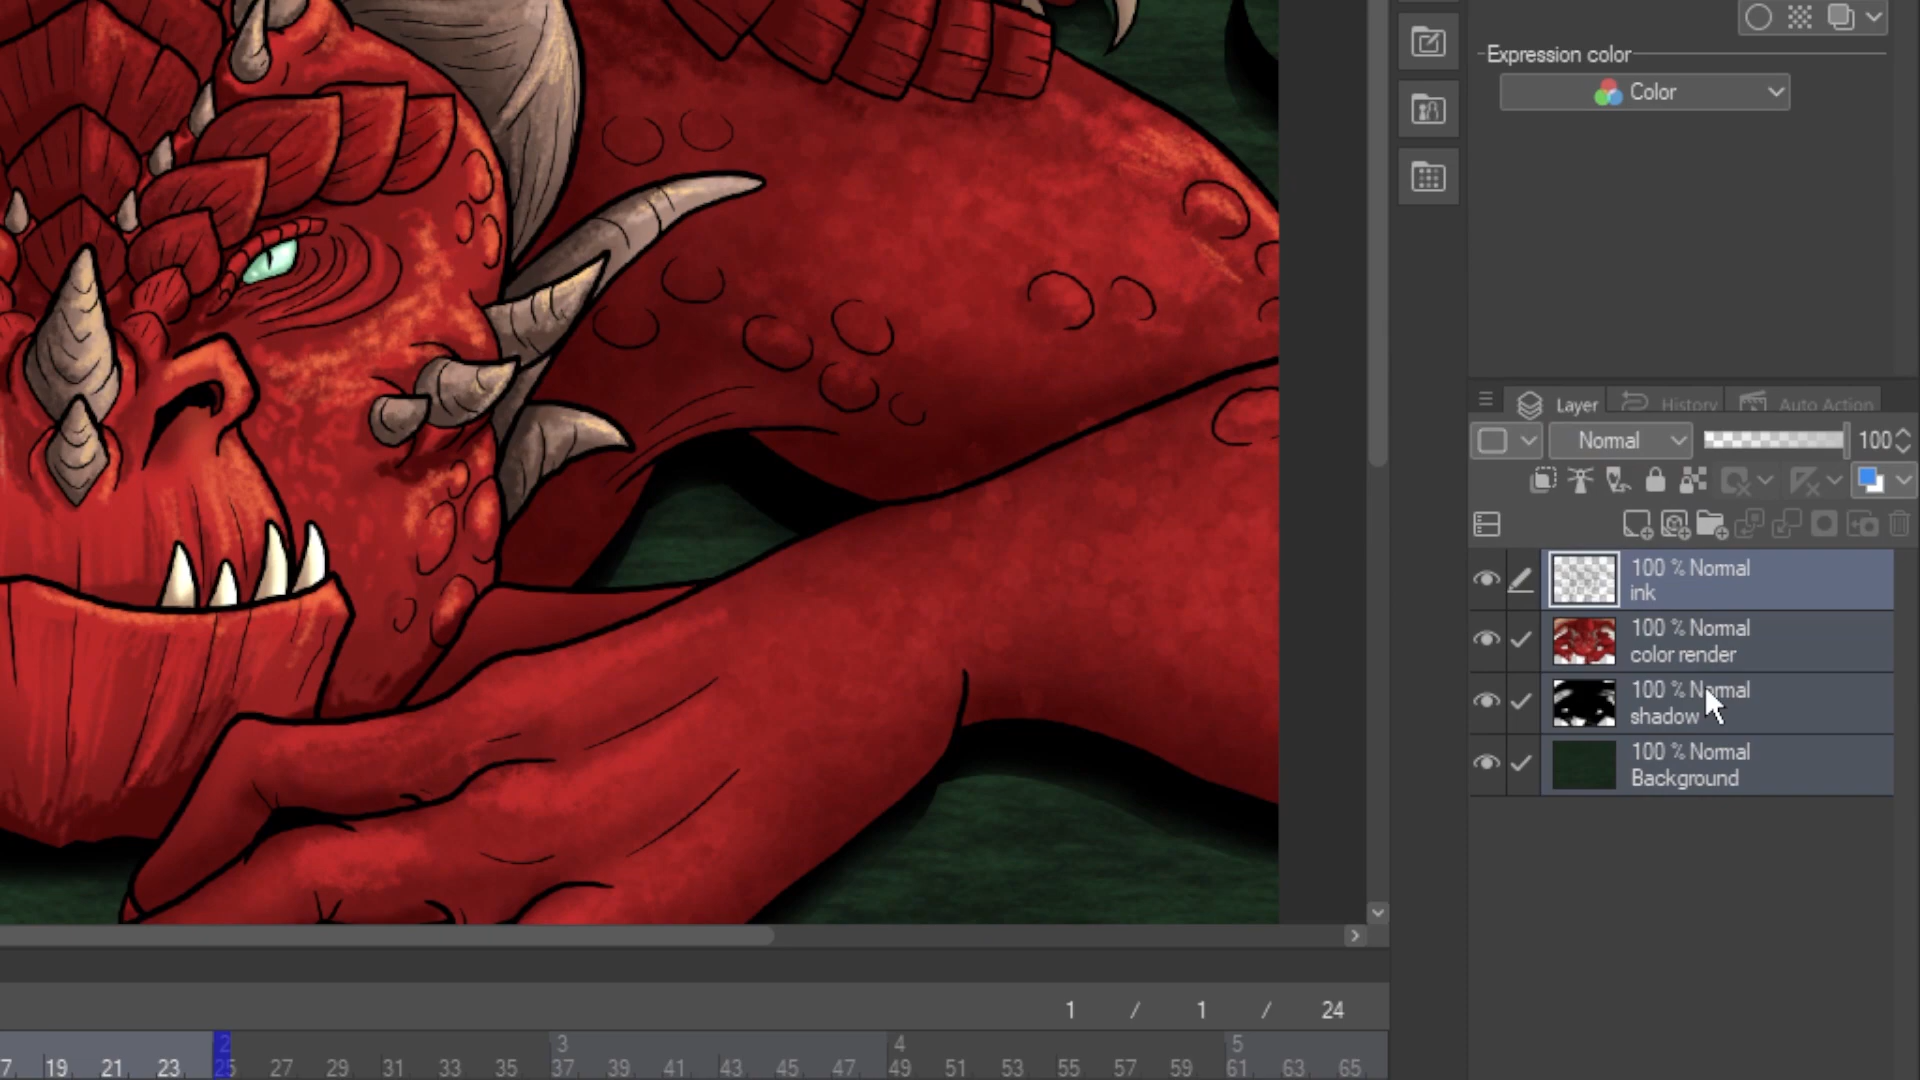 Expression color
Color
Layer
History
Auto Action
Normal
100
100 % Normal
ink
100 % Normal
color render
100 % Normal
shadow
100 % Normal
Background
1 / 1 / 24
2 3 4 5
7 19 21 23 25 27 29 31 33 35 37 39 41 43 45 47 49 51 53 55 57 59 61 63 65